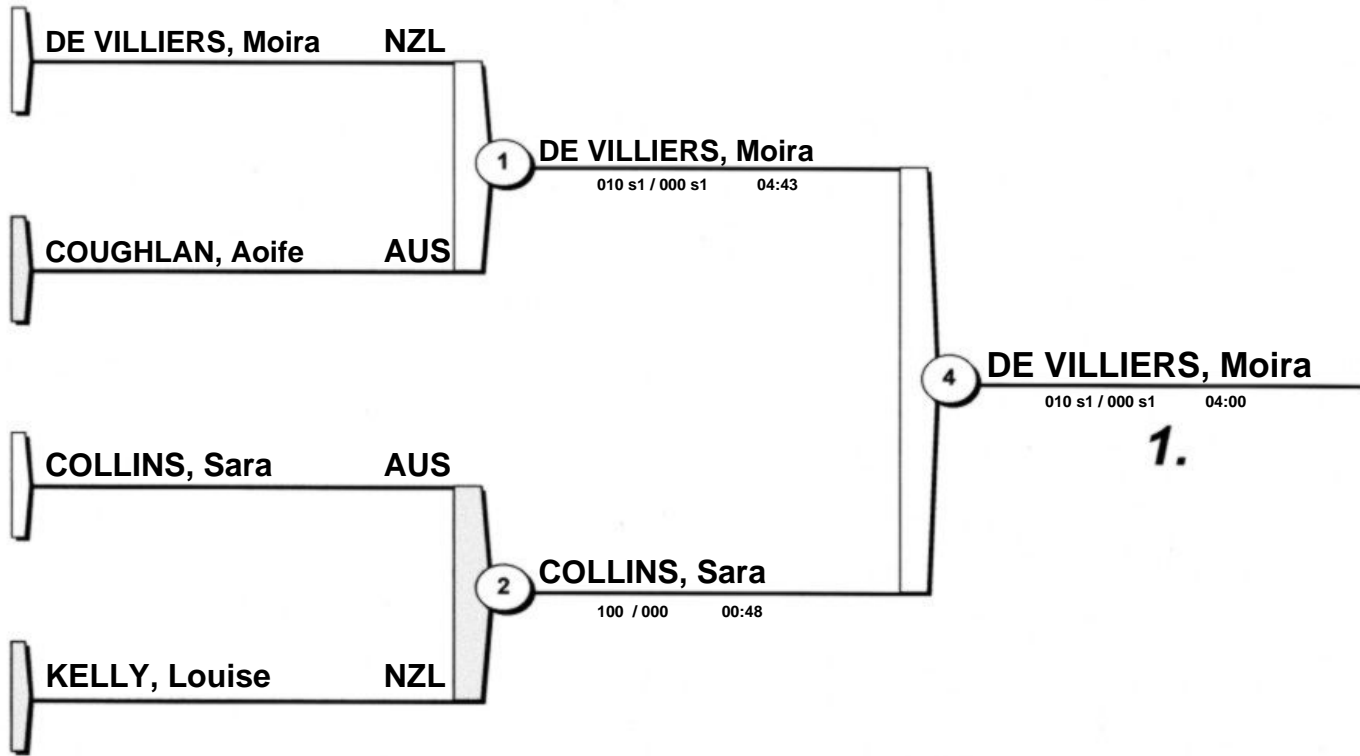 DE VILLIERS, Moira NZL
1 DE VILLIERS, Moira
010 s1 / 000 s1 04:43
COUGHLAN, Aoife AUS
4 DE VILLIERS, Moira
010 s1 / 000 s1 04:00
1.
COLLINS, Sara AUS
2 COLLINS, Sara
100 / 000 00:48
KELLY, Louise NZL